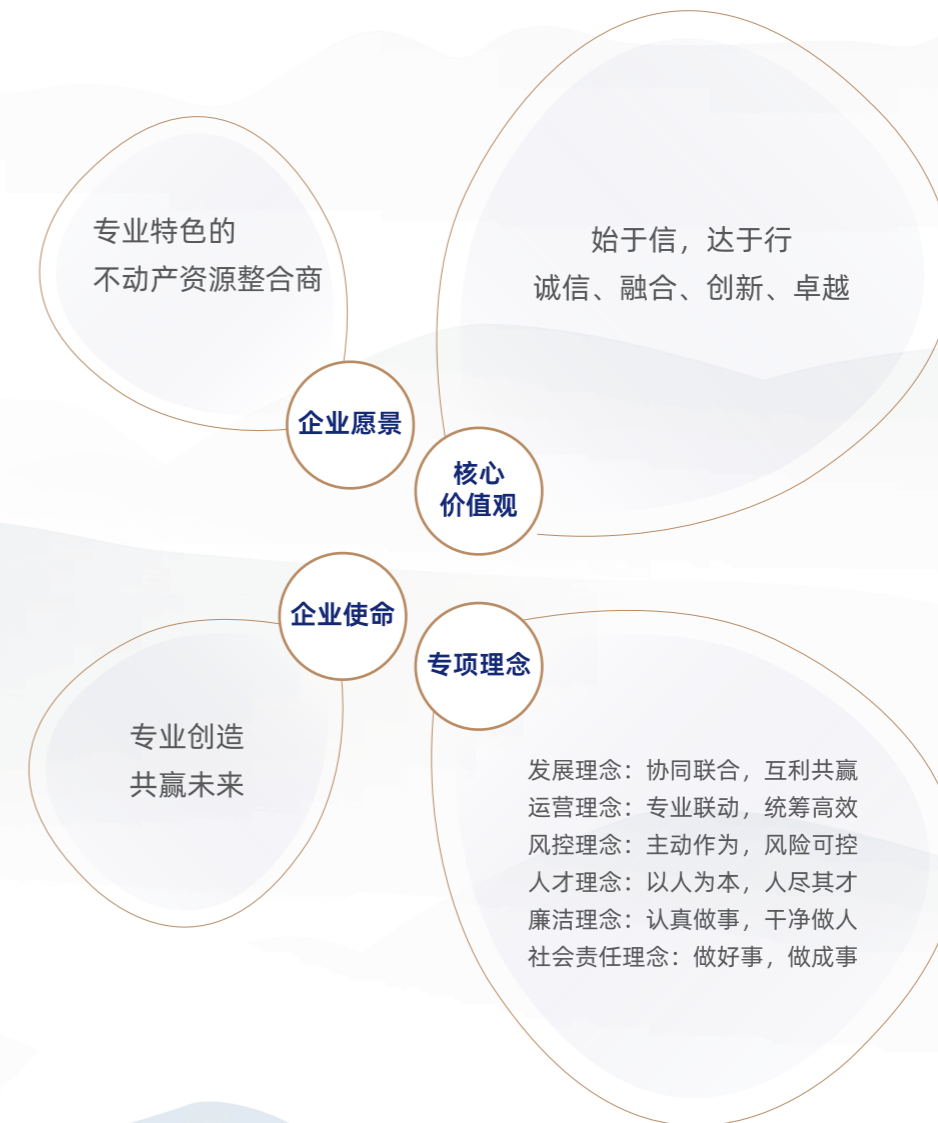 专业特色的
不动产资源整合商
企业愿景
始于信，达于行
诚信、融合、创新、卓越
核心
价值观
企业使命
专业创造
共赢未来
专项理念
发展理念：协同联合，互利共赢
运营理念：专业联动，统筹高效
风控理念：主动作为，风险可控
人才理念：以人为本，人尽其才
廉洁理念：认真做事，干净做人
社会责任理念：做好事，做成事